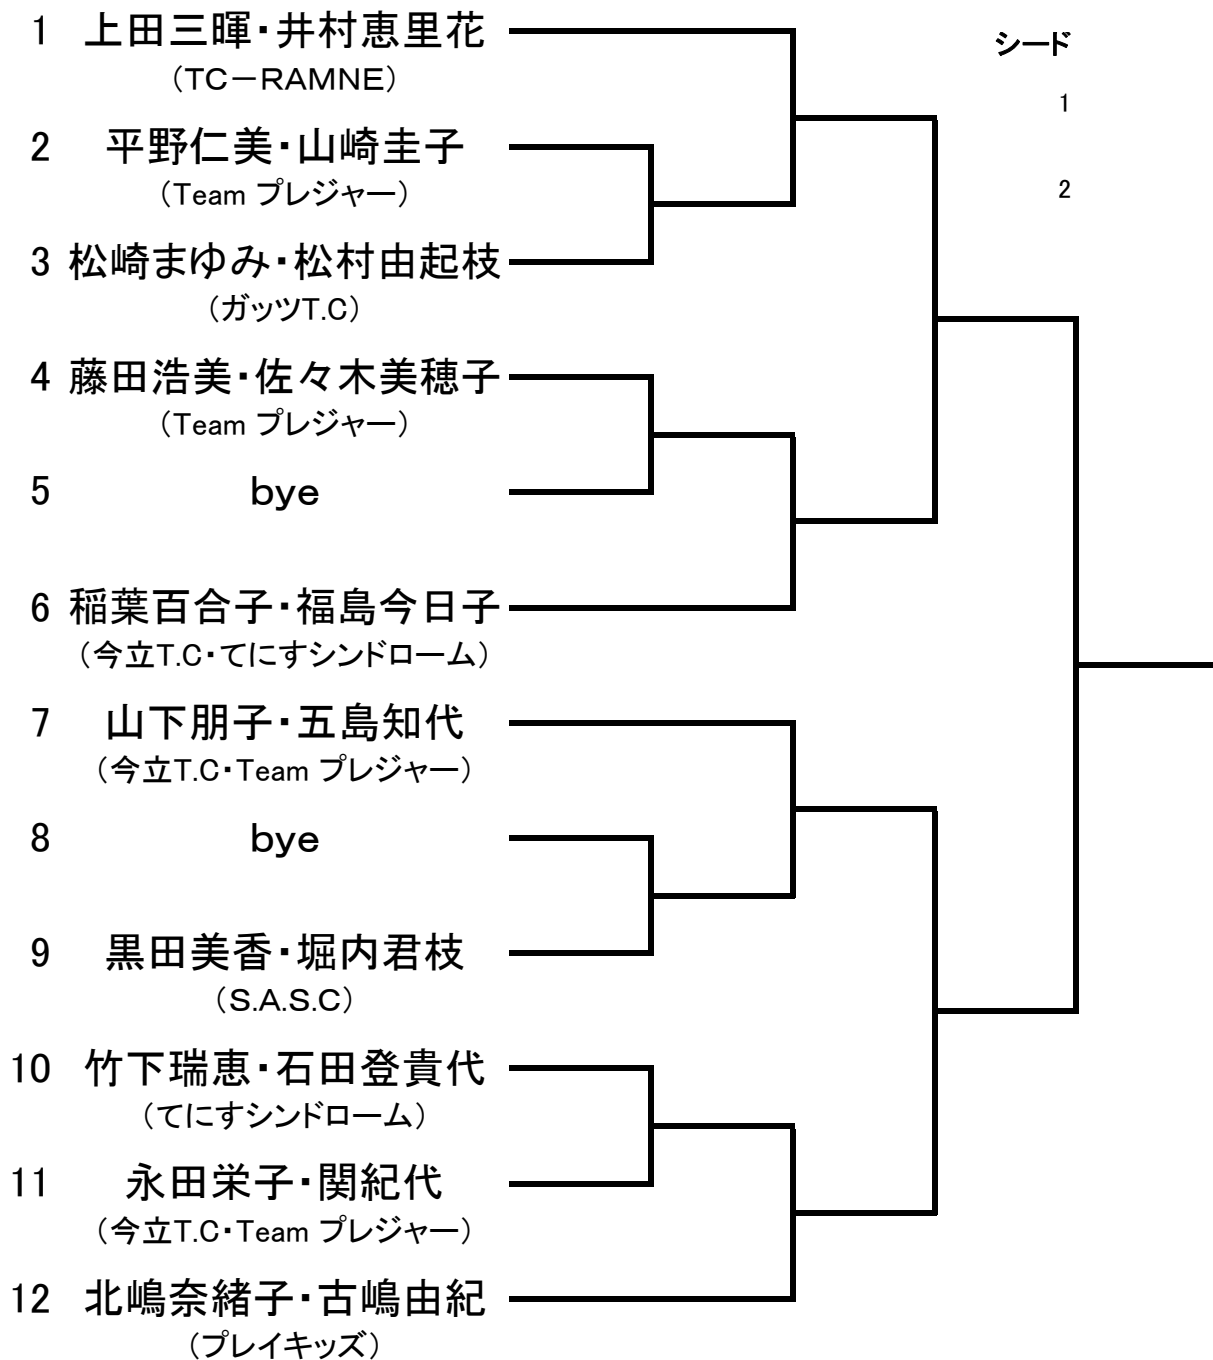 1 上田三暉・井村恵里花
（TC－RAMNE）
シード
1
2 平野仁美・山崎圭子
（Team プレジャー）
2
3 松崎まゆみ・松村由起枝
（ガッツT.C）
4 藤田浩美・佐々木美穂子
（Team プレジャー）
5 bye
6 稲葉百合子・福島今日子
（今立T.C・てにすシンドローム）
7 山下朋子・五島知代
（今立T.C・Team プレジャー）
8 bye
9 黒田美香・堀内君枝
（S.A.S.C）
10 竹下瑞恵・石田登貴代
（てにすシンドローム）
11 永田栄子・関紀代
（今立T.C・Team プレジャー）
12 北嶋奈緒子・古嶋由紀
（プレイキッズ）